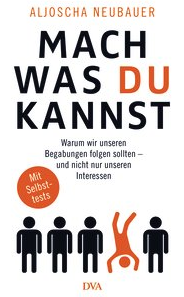 ALJOSCHA NEUBAUER
MACH
WAS DU
KANNST
Warum wir unseren
Begabungen folgen sollten –
und nicht nur unseren
Interessen
Mit
Selbst-
tests
DVA